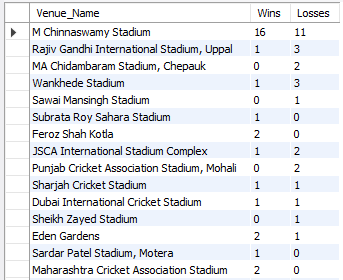 Venue_Name Wins Losses
M Chinnaswamy Stadium 16 11
Rajiv Gandhi International Stadium, Uppal 1 3
MA Chidambaram Stadium, Chepauk 0 2
Wankhede Stadium 1 3
Sawai Mansingh Stadium 0 1
Subrata Roy Sahara Stadium 1 0
Feroz Shah Kotla 2 0
JSCA International Stadium Complex 1 2
Punjab Cricket Association Stadium, Mohali 0 2
Sharjah Cricket Stadium 1 1
Dubai International Cricket Stadium 1 1
Sheikh Zayed Stadium 0 1
Eden Gardens 2 1
Sardar Patel Stadium, Motera 1 0
Maharashtra Cricket Association Stadium 2 0